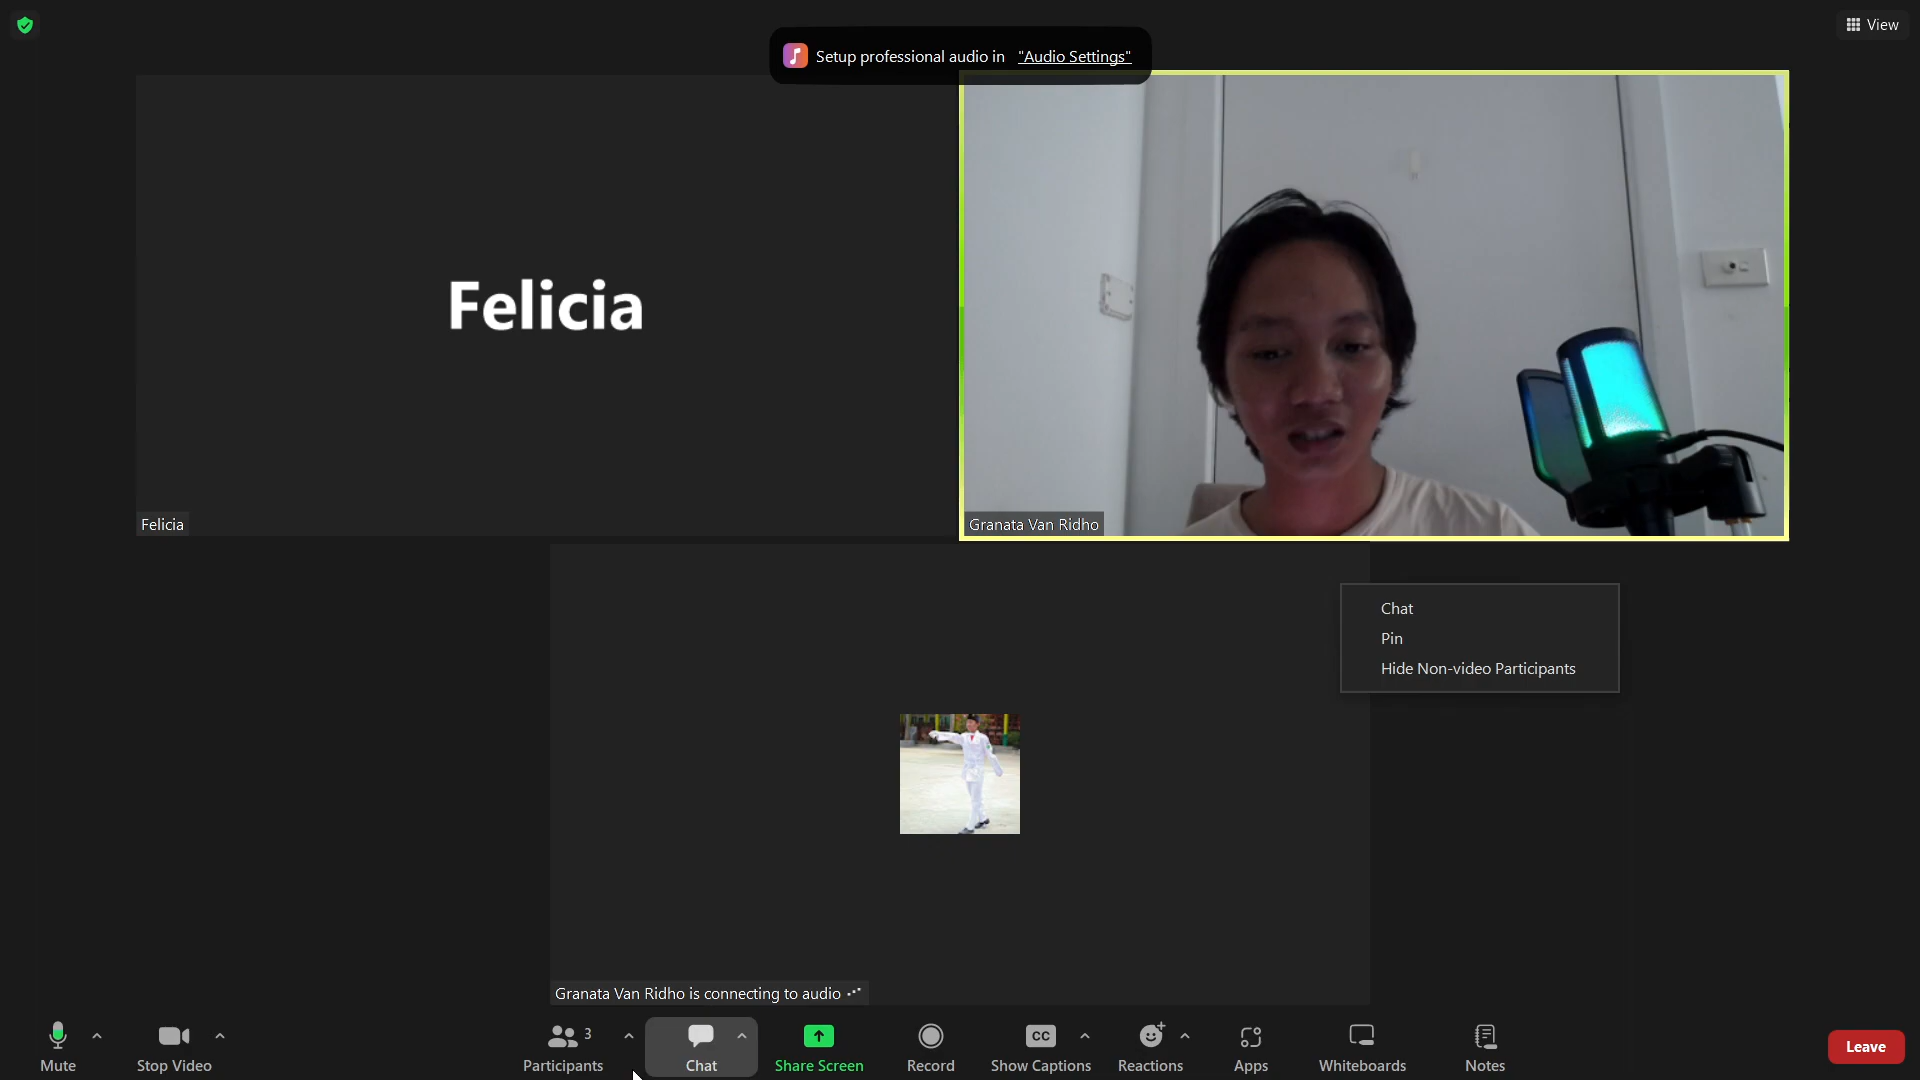 View
Setup professional audio in "Audio Settings"
Felicia
Felicia
Granata Van Ridho
Chat
Pin
Hide Non-video Participants
Granata Van Ridho is connecting to audio
Mute
Stop Video
3
Participants
Chat
Share Screen
Record
CC
Show Captions
Reactions
Apps
Whiteboards
Notes
Leave